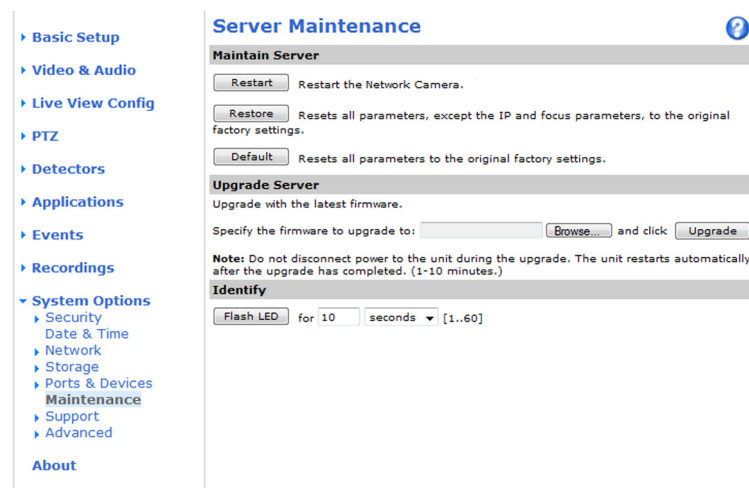 Basic Setup
Video & Audio
Live View Config
PTZ
Detectors
Applications
Events
Recordings
System Options
Security
Date & Time
Network
Storage
Ports & Devices
Maintenance
Support
Advanced
About
Server Maintenance
?
Maintain Server
Restart Restart the Network Camera.
Restore Resets all parameters, except the IP and focus parameters, to the original
factory settings.
Default Resets all parameters to the original factory settings.
Upgrade Server
Upgrade with the latest firmware.
Specify the firmware to upgrade to: Browse... and click Upgrade
Note: Do not disconnect power to the unit during the upgrade. The unit restarts automatically
after the upgrade has completed. (1-10 minutes.)
Identify
Flash LED for 10 seconds [1..60]